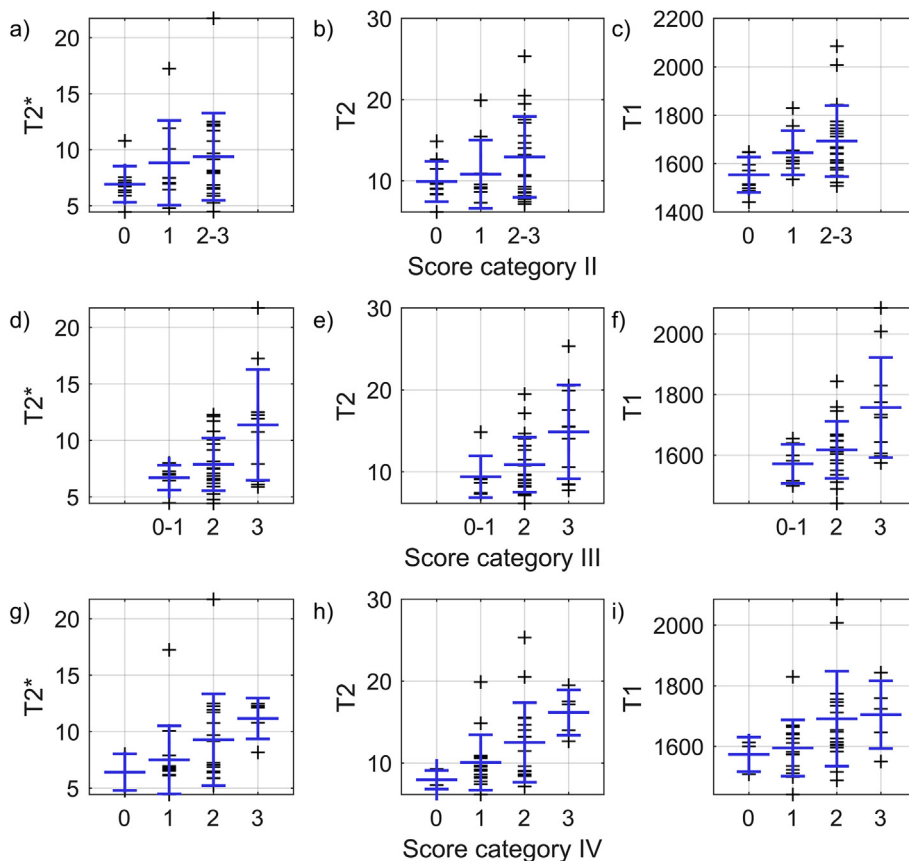 a)
20
15
10
5
T2*
0 1 2-3
b)
30
20
10
T2
0 1 2-3
c)
2200
2000
1800
1600
1400
T1
0 1 2-3
Score category II
d)
20
15
10
5
T2*
0-1 2 3
e)
30
20
10
T2
0-1 2 3
f)
2000
1800
1600
T1
0-1 2 3
Score category III
g)
20
15
10
5
T2*
0 1 2 3
h)
30
20
10
T2
0 1 2 3
i)
2000
1800
1600
T1
0 1 2 3
Score category IV